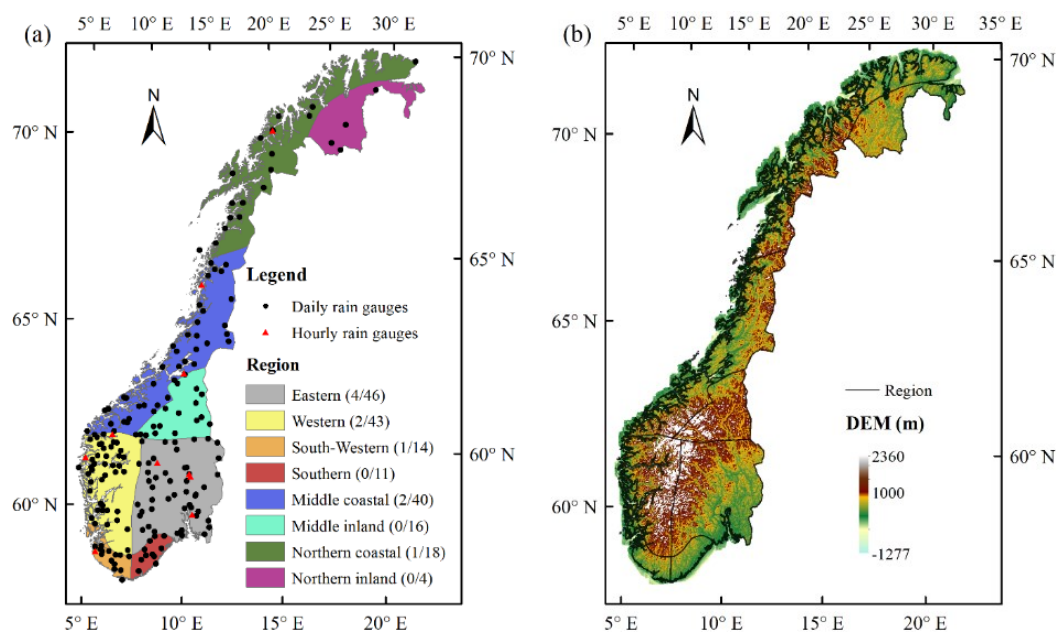 (a)
5° E 10° E 15° E 20° E 25° E 30° E
70° N
N
70° N
65° N
65° N
60° N
60° N
Legend
Daily rain gauges
Hourly rain gauges
Region
Eastern (4/46)
Western (2/43)
South-Western (1/14)
Southern (0/11)
Middle coastal (2/40)
Middle inland (0/16)
Northern coastal (1/18)
Northern inland (0/4)
5° E 10° E 15° E 20° E
(b)
5° E 10° E 15° E 20° E 25° E 30° E 35° E
70° N
N
70° N
65° N
65° N
60° N
60° N
Region
DEM (m)
2360
1000
-1277
5° E 10° E 15° E 20° E